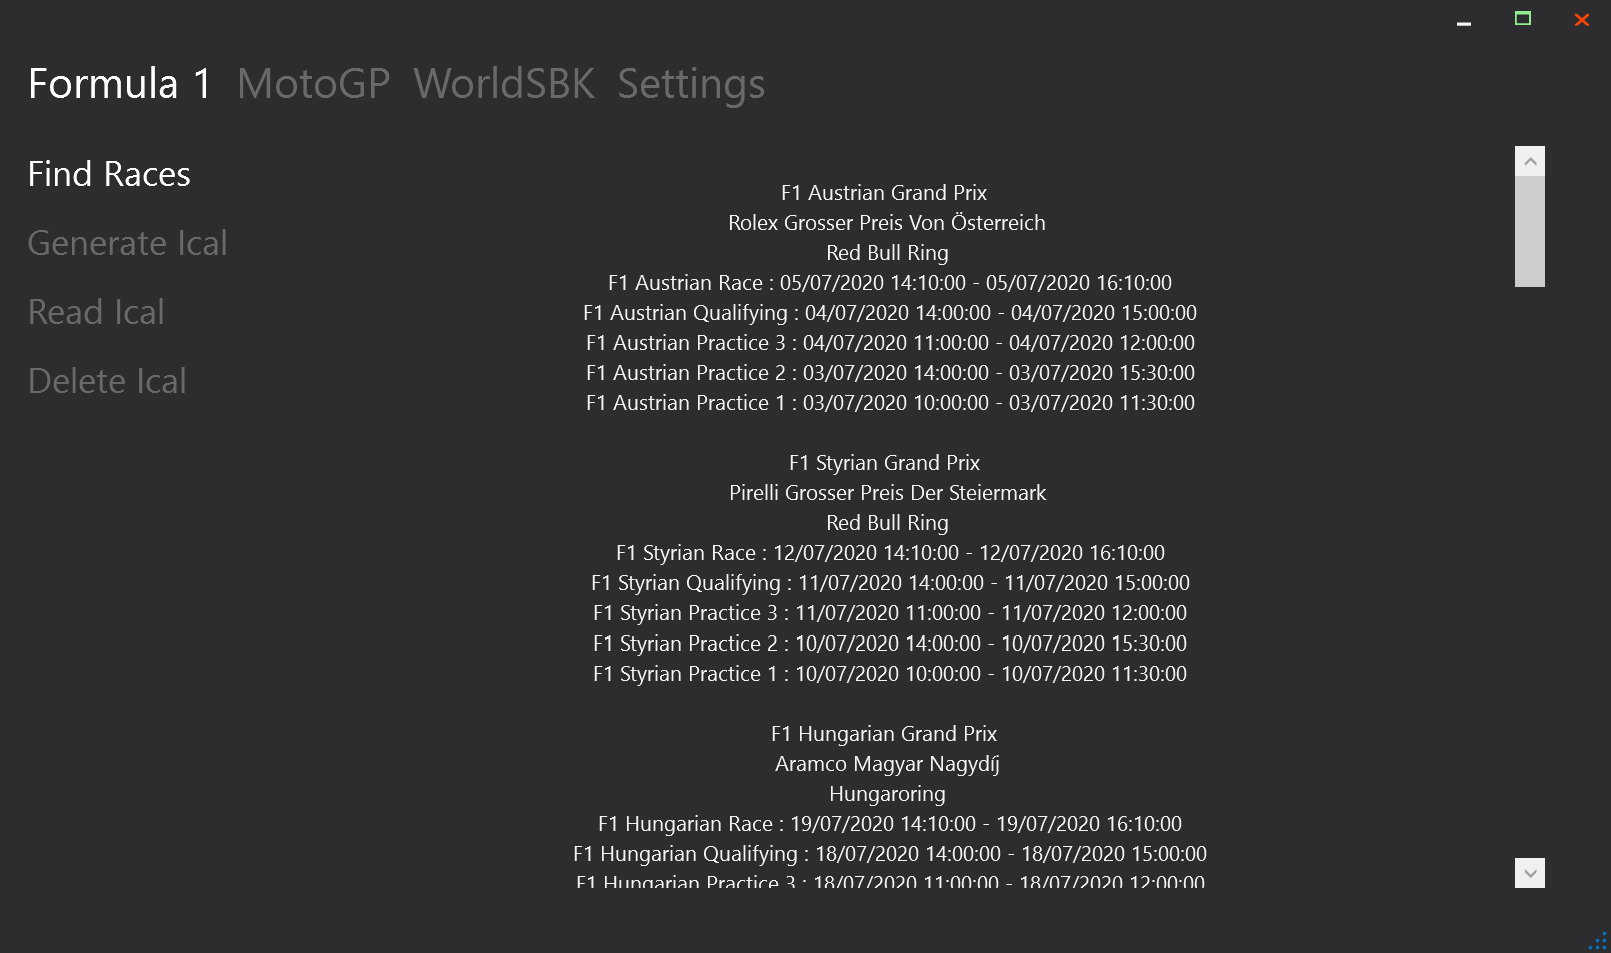 Formula 1 MotoGP WorldSBK Settings
Find Races
Generate Ical
Read Ical
Delete Ical
F1 Austrian Grand Prix
Rolex Grosser Preis Von Österreich
Red Bull Ring
F1 Austrian Race : 05/07/2020 14:10:00 - 05/07/2020 16:10:00
F1 Austrian Qualifying : 04/07/2020 14:00:00 - 04/07/2020 15:00:00
F1 Austrian Practice 3 : 04/07/2020 11:00:00 - 04/07/2020 12:00:00
F1 Austrian Practice 2 : 03/07/2020 14:00:00 - 03/07/2020 15:30:00
F1 Austrian Practice 1 : 03/07/2020 10:00:00 - 03/07/2020 11:30:00
F1 Styrian Grand Prix
Pirelli Grosser Preis Der Steiermark
Red Bull Ring
F1 Styrian Race : 12/07/2020 14:10:00 - 12/07/2020 16:10:00
F1 Styrian Qualifying : 11/07/2020 14:00:00 - 11/07/2020 15:00:00
F1 Styrian Practice 3 : 11/07/2020 11:00:00 - 11/07/2020 12:00:00
F1 Styrian Practice 2 : 10/07/2020 14:00:00 - 10/07/2020 15:30:00
F1 Styrian Practice 1 : 10/07/2020 10:00:00 - 10/07/2020 11:30:00
F1 Hungarian Grand Prix
Aramco Magyar Nagydíj
Hungaroring
F1 Hungarian Race : 19/07/2020 14:10:00 - 19/07/2020 16:10:00
F1 Hungarian Qualifying : 18/07/2020 14:00:00 - 18/07/2020 15:00:00
F1 Hungarian Practice 3 : 18/07/2020 11:00:00 - 18/07/2020 12:00:00